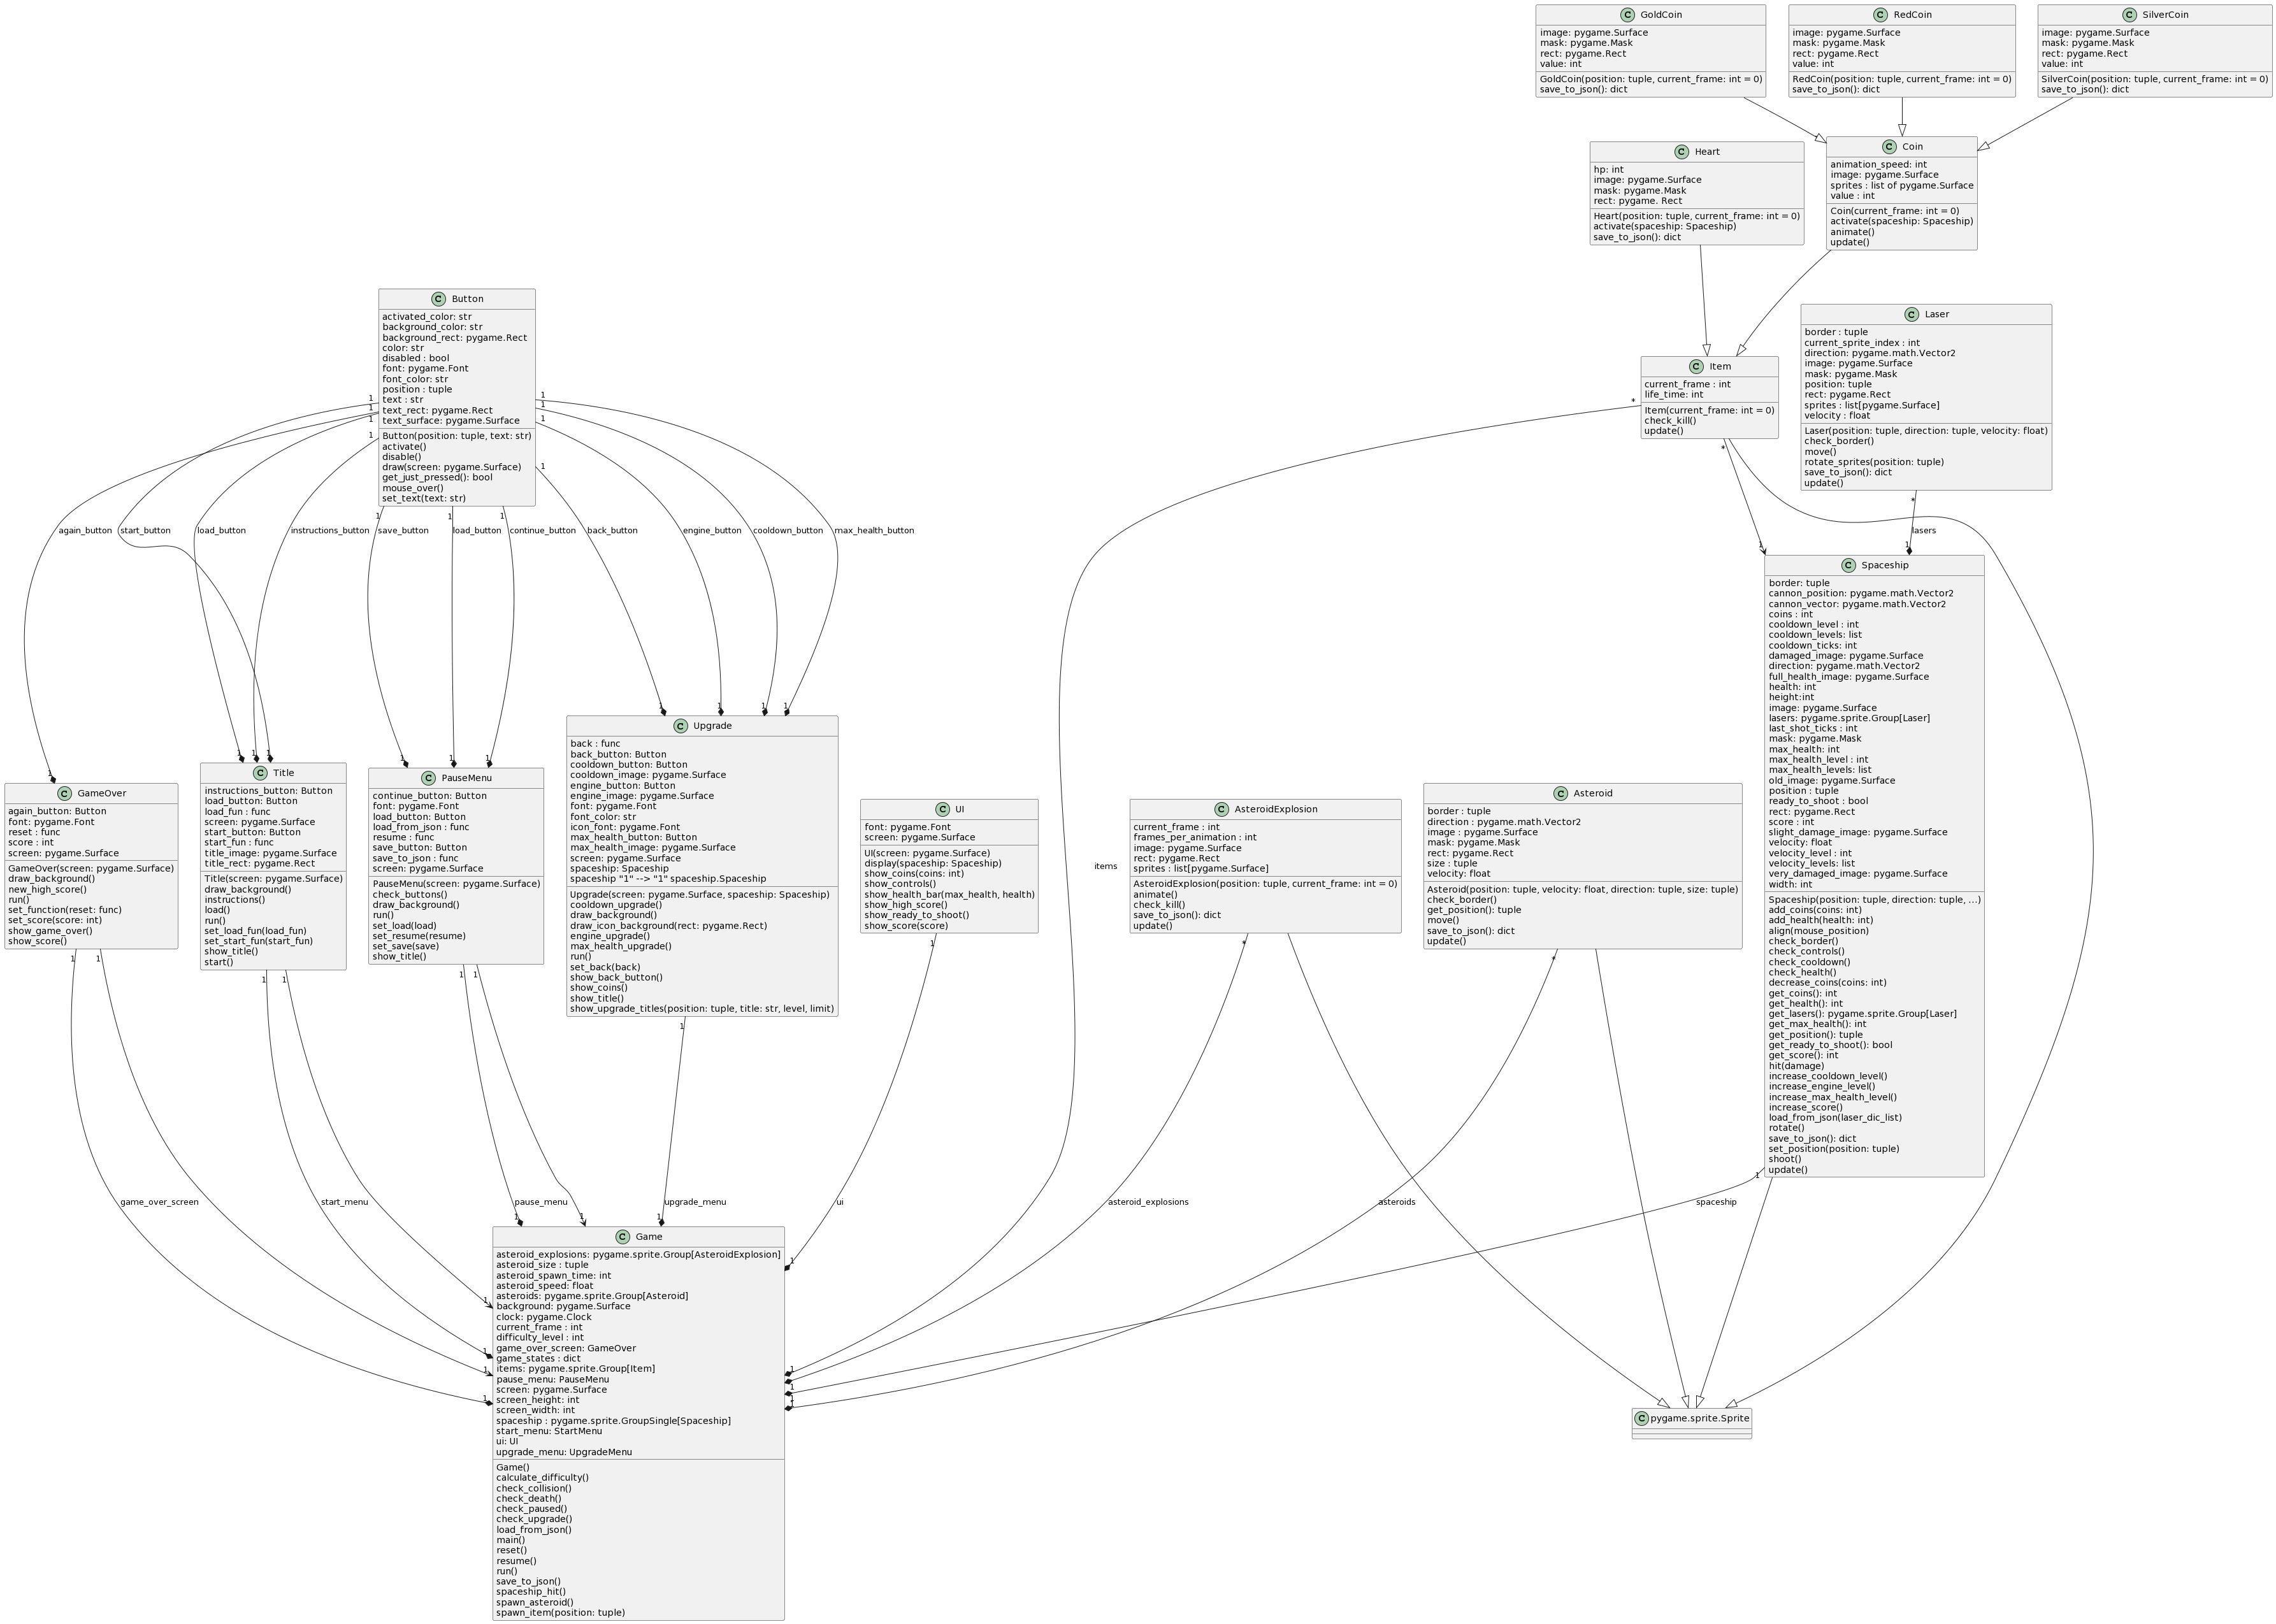 GoldCoin
image: pygame.Surface
mask: pygame.Mask
rect: pygame.Rect
value: int
GoldCoin(position: tuple, current_frame: int = 0)
save_to_json(): dict
RedCoin
image: pygame.Surface
mask: pygame.Mask
rect: pygame.Rect
value: int
RedCoin(position: tuple, current_frame: int = 0)
save_to_json(): dict
SilverCoin
image: pygame.Surface
mask: pygame.Mask
rect: pygame.Rect
value: int
SilverCoin(position: tuple, current_frame: int = 0)
save_to_json(): dict
Heart
hp: int
image: pygame.Surface
mask: pygame.Mask
rect: pygame. Rect
Heart(position: tuple, current_frame: int = 0)
activate(spaceship: Spaceship)
save_to_json(): dict
Coin
animation_speed: int
image: pygame.Surface
sprites : list of pygame.Surface
value : int
Coin(current_frame: int = 0)
activate(spaceship: Spaceship)
animate()
update()
Button
activated_color: str
background_color: str
background_rect: pygame.Rect
color: str
disabled : bool
font: pygame.Font
font_color: str
position : tuple
text : str
text_rect: pygame.Rect
text_surface: pygame.Surface
Button(position: tuple, text: str)
activate()
disable()
draw(screen: pygame.Surface)
get_just_pressed(): bool
mouse_over()
set_text(text: str)
Item
current_frame : int
life_time: int
Item(current_frame: int = 0)
check_kill()
update()
Laser
border : tuple
current_sprite_index : int
direction: pygame.math.Vector2
image: pygame.Surface
mask: pygame.Mask
position: tuple
rect: pygame.Rect
sprites : list[pygame.Surface]
velocity : float
Laser(position: tuple, direction: tuple, velocity: float)
check_border()
move()
rotate_sprites(position: tuple)
save_to_json(): dict
update()
1
1
1
1
1
1
1
1
1
1
1
*
*
*
again_button
start_button
load_button
instructions_button
save_button
load_button
continue_button
back_button
engine_button
cooldown_button
max_health_button
lasers
1
1
Spaceship
border: tuple
cannon_position: pygame.math.Vector2
cannon_vector: pygame.math.Vector2
coins : int
cooldown_level : int
cooldown_levels: list
cooldown_ticks: int
damaged_image: pygame.Surface
direction: pygame.math.Vector2
full_health_image: pygame.Surface
health: int
height:int
image: pygame.Surface
lasers: pygame.sprite.Group[Laser]
last_shot_ticks : int
mask: pygame.Mask
max_health: int
max_health_level : int
max_health_levels: list
old_image: pygame.Surface
position : tuple
ready_to_shoot : bool
rect: pygame.Rect
score : int
slight_damage_image: pygame.Surface
velocity: float
velocity_level : int
velocity_levels: list
very_damaged_image: pygame.Surface
width: int
Spaceship(position: tuple, direction: tuple, ...)
add_coins(coins: int)
add_health(health: int)
align(mouse_position)
check_border()
check_controls()
check_cooldown()
check_health()
decrease_coins(coins: int)
get_coins(): int
get_health(): int
get_lasers(): pygame.sprite.Group[Laser]
get_max_health(): int
get_position(): tuple
get_ready_to_shoot(): bool
get_score(): int
hit(damage)
increase_cooldown_level()
increase_engine_level()
increase_max_health_level()
increase_score()
load_from_json(laser_dic_list)
rotate()
save_to_json(): dict
set_position(position: tuple)
shoot()
update()
1
1
1
1
1
1
1
1
1
1
1
GameOver
again_button: Button
font: pygame.Font
reset : func
score : int
screen: pygame.Surface
GameOver(screen: pygame.Surface)
draw_background()
new_high_score()
run()
set_function(reset: func)
set_score(score: int)
show_game_over()
show_score()
Title
instructions_button: Button
load_button: Button
load_fun : func
screen: pygame.Surface
start_button: Button
start_fun : func
title_image: pygame.Surface
title_rect: pygame.Rect
Title(screen: pygame.Surface)
draw_background()
instructions()
load()
run()
set_load_fun(load_fun)
set_start_fun(start_fun)
show_title()
start()
PauseMenu
continue_button: Button
font: pygame.Font
load_button: Button
load_from_json : func
resume : func
save_button: Button
save_to_json : func
screen: pygame.Surface
PauseMenu(screen: pygame.Surface)
check_buttons()
draw_background()
run()
set_load(load)
set_resume(resume)
set_save(save)
show_title()
Upgrade
back : func
back_button: Button
cooldown_button: Button
cooldown_image: pygame.Surface
engine_button: Button
engine_image: pygame.Surface
font: pygame.Font
font_color: str
icon_font: pygame.Font
max_health_button: Button
max_health_image: pygame.Surface
screen: pygame.Surface
spaceship: Spaceship
spaceship "1" --> "1" spaceship.Spaceship
Upgrade(screen: pygame.Surface, spaceship: Spaceship)
cooldown_upgrade()
draw_background()
draw_icon_background(rect: pygame.Rect)
engine_upgrade()
max_health_upgrade()
run()
set_back(back)
show_back_button()
show_coins()
show_title()
show_upgrade_titles(position: tuple, title: str, level, limit)
UI
font: pygame.Font
screen: pygame.Surface
UI(screen: pygame.Surface)
display(spaceship: Spaceship)
show_coins(coins: int)
show_controls()
show_health_bar(max_health, health)
show_high_score()
show_ready_to_shoot()
show_score(score)
items
AsteroidExplosion
current_frame : int
frames_per_animation : int
image: pygame.Surface
rect: pygame.Rect
sprites : list[pygame.Surface]
AsteroidExplosion(position: tuple, current_frame: int = 0)
animate()
check_kill()
save_to_json(): dict
update()
Asteroid
border : tuple
direction : pygame.math.Vector2
image : pygame.Surface
mask: pygame.Mask
rect: pygame.Rect
size : tuple
velocity: float
Asteroid(position: tuple, velocity: float, direction: tuple, size: tuple)
check_border()
get_position(): tuple
move()
save_to_json(): dict
update()
1
1
1
1
1
1
1
1
*
*
1
game_over_screen
start_menu
pause_menu
upgrade_menu
ui
asteroid_explosions
asteroids
spaceship
1
1
1
1
1
1
1
1
1
1
1
1
Game
asteroid_explosions: pygame.sprite.Group[AsteroidExplosion]
asteroid_size : tuple
asteroid_spawn_time: int
asteroid_speed: float
asteroids: pygame.sprite.Group[Asteroid]
background: pygame.Surface
clock: pygame.Clock
current_frame : int
difficulty_level : int
game_over_screen: GameOver
game_states : dict
items: pygame.sprite.Group[Item]
pause_menu: PauseMenu
screen: pygame.Surface
screen_height: int
screen_width: int
spaceship : pygame.sprite.GroupSingle[Spaceship]
start_menu: StartMenu
ui: UI
upgrade_menu: UpgradeMenu
Game()
calculate_difficulty()
check_collision()
check_death()
check_paused()
check_upgrade()
load_from_json()
main()
reset()
resume()
run()
save_to_json()
spaceship_hit()
spawn_asteroid()
spawn_item(position: tuple)
pygame.sprite.Sprite